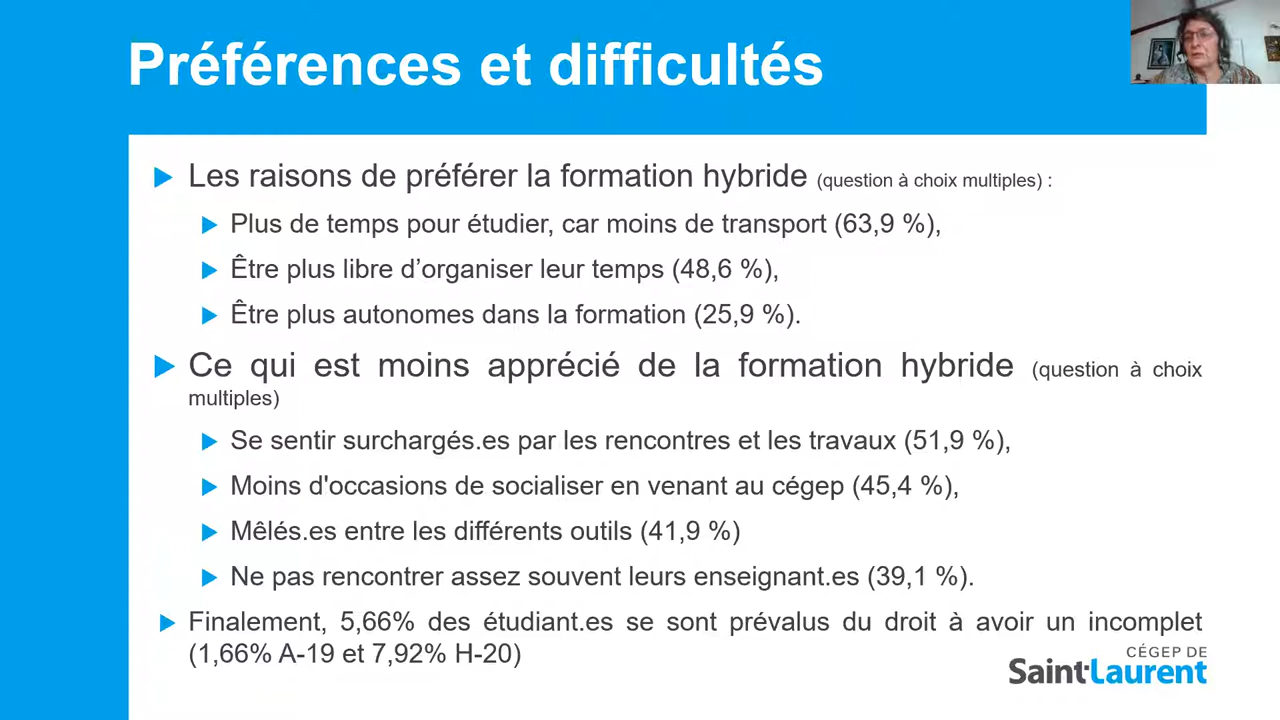 Préférences et difficultés
Les raisons de préférer la formation hybride (question à choix multiples) :
Plus de temps pour étudier, car moins de transport (63,9 %),
Être plus libre d’organiser leur temps (48,6 %),
Être plus autonomes dans la formation (25,9 %).
Ce qui est moins apprécié de la formation hybride (question à choix
multiples)
Se sentir surchargés.es par les rencontres et les travaux (51,9 %),
Moins d'occasions de socialiser en venant au cégep (45,4 %),
Mêlés.es entre les différents outils (41,9 %)
Ne pas rencontrer assez souvent leurs enseignant.es (39,1 %).
Finalement, 5,66% des étudiant.es se sont prévalus du droit à avoir un incomplet
(1,66% A-19 et 7,92% H-20)
CÉGEP DE
Saint-Laurent